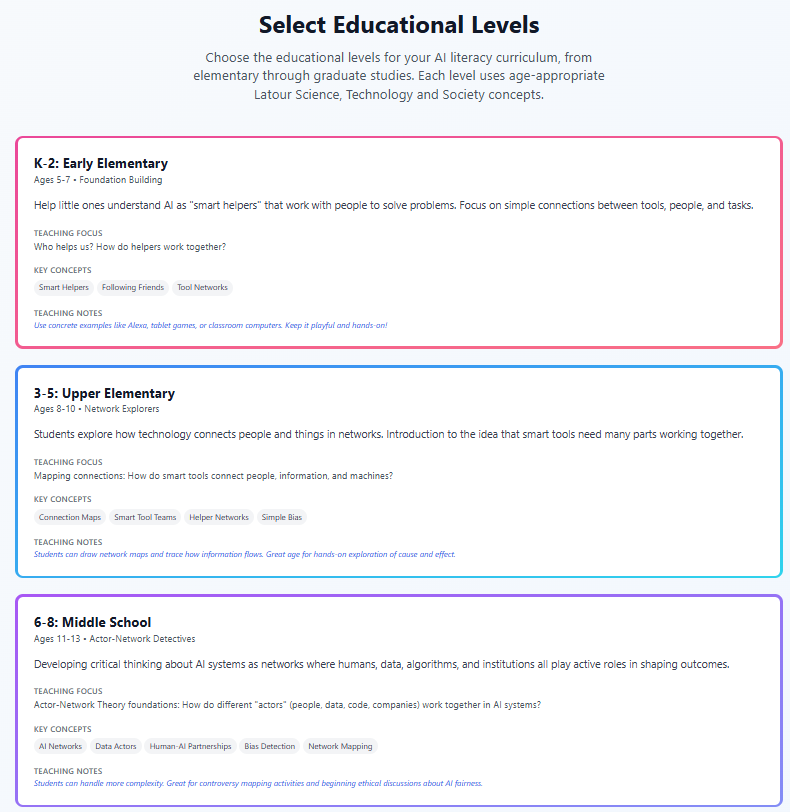 Select Educational Levels
Choose the educational levels for your AI literacy curriculum, from
elementary through graduate studies. Each level uses age-appropriate
Latour Science, Technology and Society concepts.
K-2: Early Elementary
Ages 5-7 • Foundation Building
Help little ones understand AI as "smart helpers" that work with people to solve problems. Focus on simple connections between tools, people, and tasks.
TEACHING FOCUS
Who helps us? How do helpers work together?
KEY CONCEPTS
Smart Helpers Following Friends Tool Networks
TEACHING NOTES
Use concrete examples like Alexa, tablet games, or classroom computers. Keep it playful and hands-on!
3-5: Upper Elementary
Ages 8-10 • Network Explorers
Students explore how technology connects people and things in networks. Introduction to the idea that smart tools need many parts working together.
TEACHING FOCUS
Mapping connections: How do smart tools connect people, information, and machines?
KEY CONCEPTS
Connection Maps Smart Tool Teams Helper Networks Simple Bias
TEACHING NOTES
Students can draw network maps and trace how information flows. Great age for hands-on exploration of cause and effect.
6-8: Middle School
Ages 11-13 • Actor-Network Detectives
Developing critical thinking about AI systems as networks where humans, data, algorithms, and institutions all play active roles in shaping outcomes.
TEACHING FOCUS
Actor-Network Theory foundations: How do different "actors" (people, data, code, companies) work together in AI systems?
KEY CONCEPTS
AI Networks Data Actors Human-AI Partnerships Bias Detection Network Mapping
TEACHING NOTES
Students can handle more complexity. Great for controversy mapping activities and beginning ethical discussions about AI fairness.